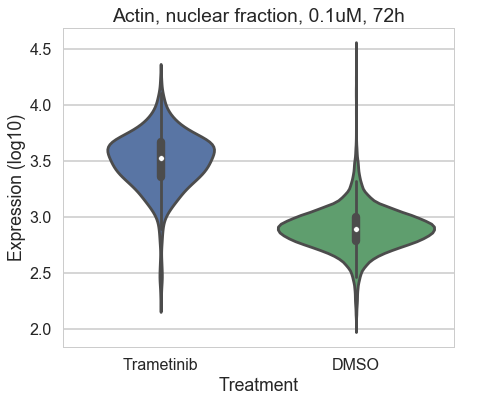 Actin, nuclear fraction, 0.1uM, 72h
Expression (log10)
4.5
4.0
3.5
3.0
2.5
2.0
Trametinib DMSO
Treatment